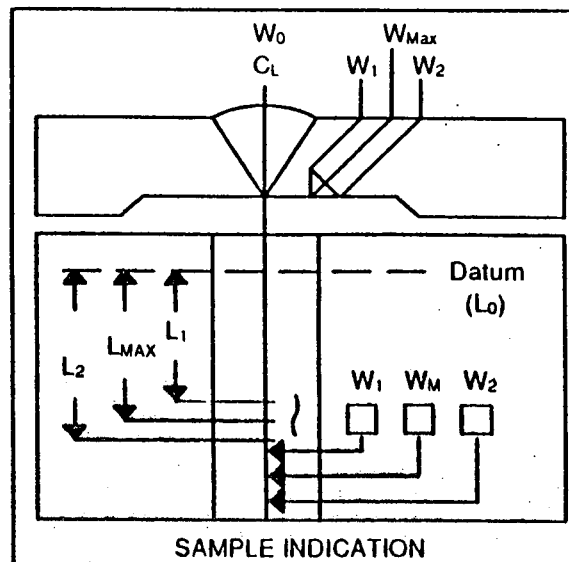 W0 WMax
CL W1 W2
Datum
(L0)
L1
LMAX
L2
W1 WM W2
SAMPLE INDICATION